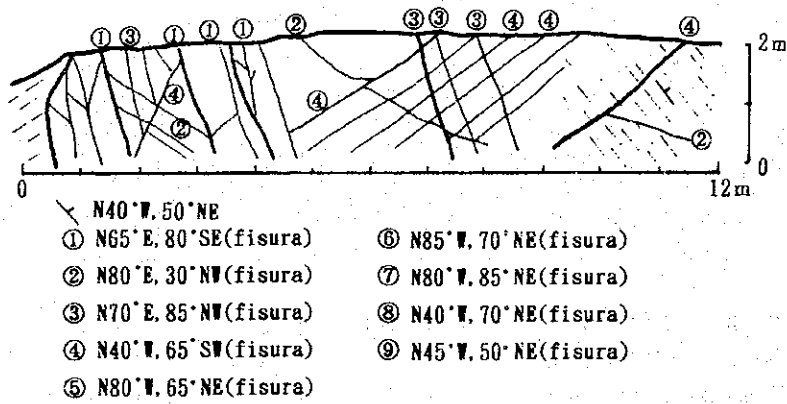 ① ③ ① ① ① ② ③ ③ ③ ④ ④ ④
2m
④
②
④
②
0
0 12m
N40°W, 50°NE
① N65°E, 80°SE(fisura)
② N80°E, 30°NW(fisura)
③ N70°E, 85°NW(fisura)
④ N40°W, 65°SW(fisura)
⑤ N80°W, 65°NE(fisura)
⑥ N85°W, 70°NE(fisura)
⑦ N80°W, 85°NE(fisura)
⑧ N40°W, 70°NE(fisura)
⑨ N45°W, 50°NE(fisura)